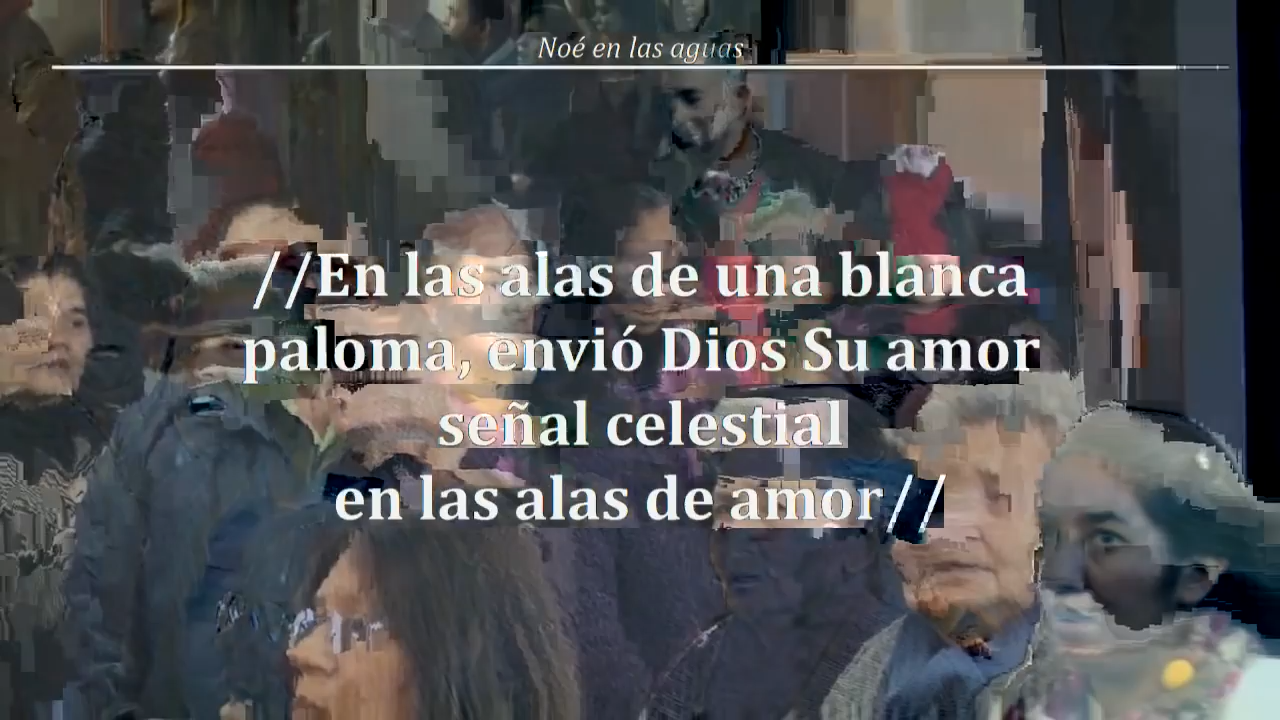 Noé en las aguas
//En las alas de una blanca
paloma, envió Dios Su amor
señal celestial
en las alas de amor//